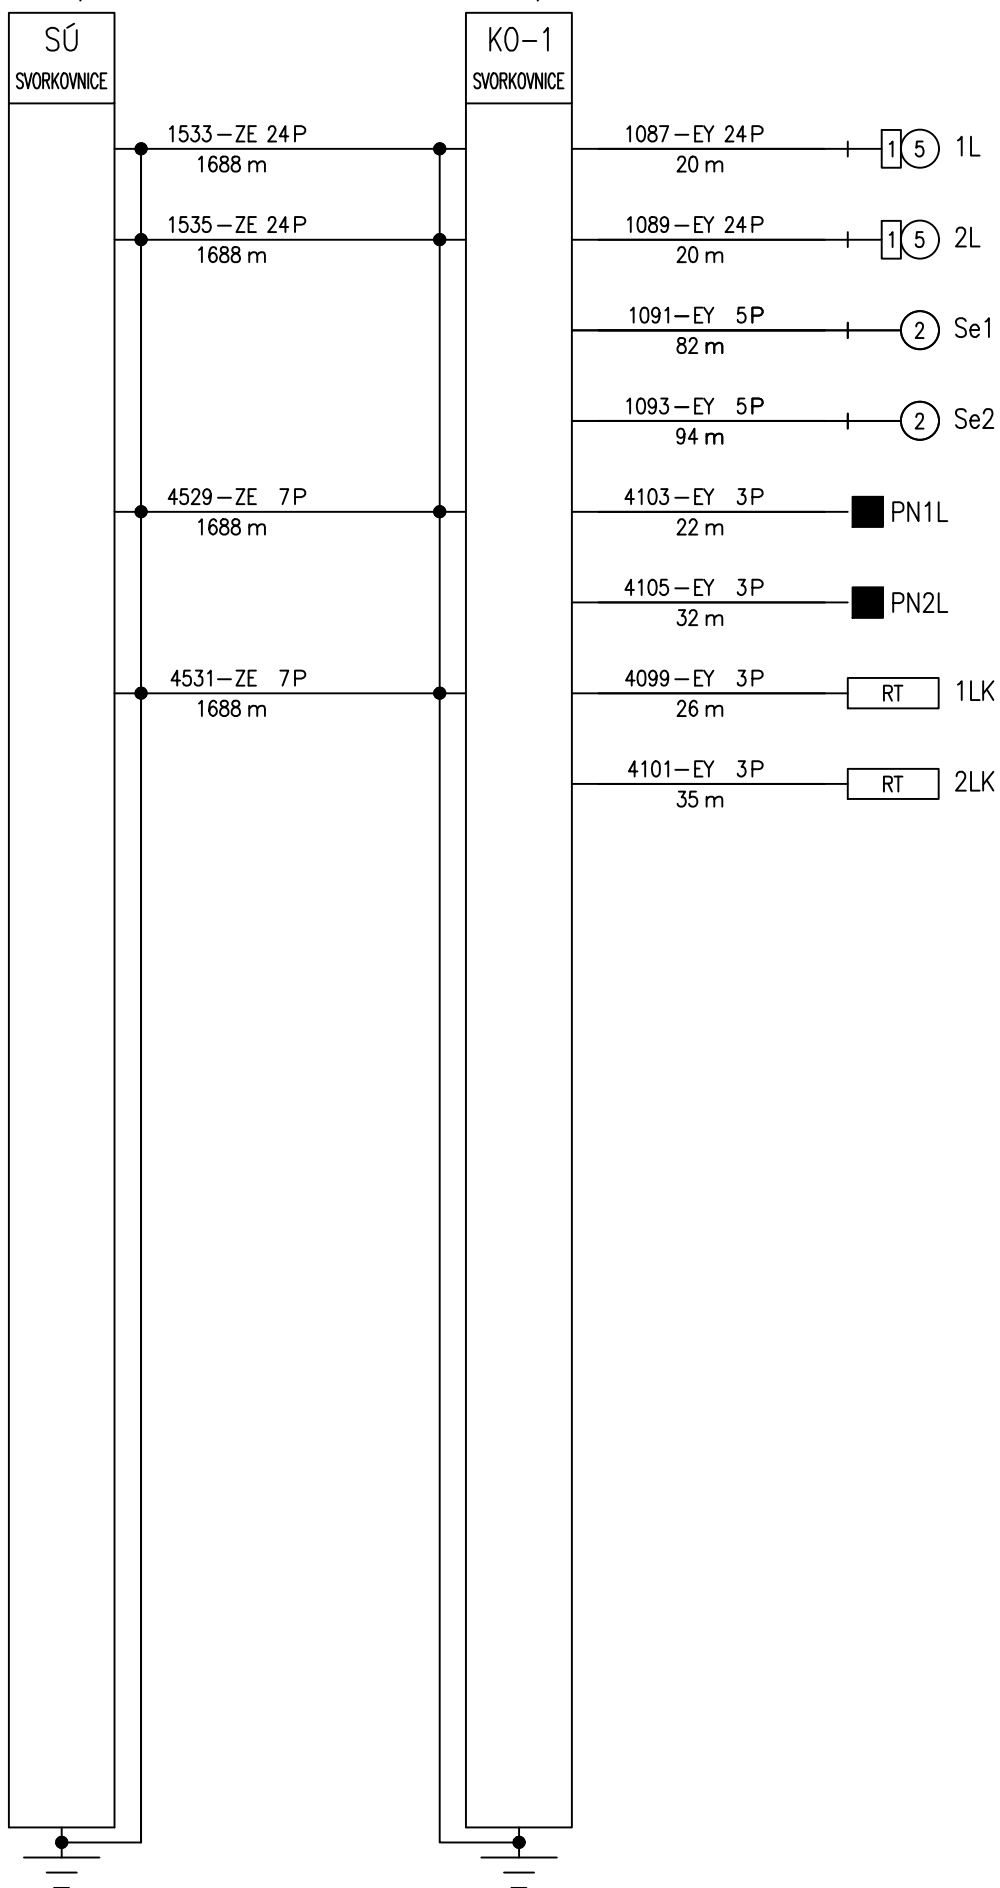 SÚ
SVORKOVNICE
K0-1
SVORKOVNICE
1533-ZE 24P
1688 m
1087-EY 24P
20 m
1 5 1L
1535-ZE 24P
1688 m
1089-EY 24P
20 m
1 5 2L
1091-EY 5P
82 m
2 Se1
1093-EY 5P
94 m
2 Se2
4529-ZE 7P
1688 m
4103-EY 3P
22 m
PN1L
4105-EY 3P
32 m
PN2L
4531-ZE 7P
1688 m
4099-EY 3P
26 m
RT 1LK
4101-EY 3P
35 m
RT 2LK